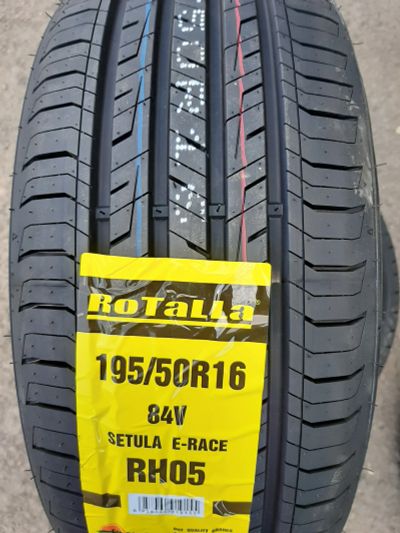 RoTaLLa®
195/50R16
84V
SETULA E-RACE
RH05